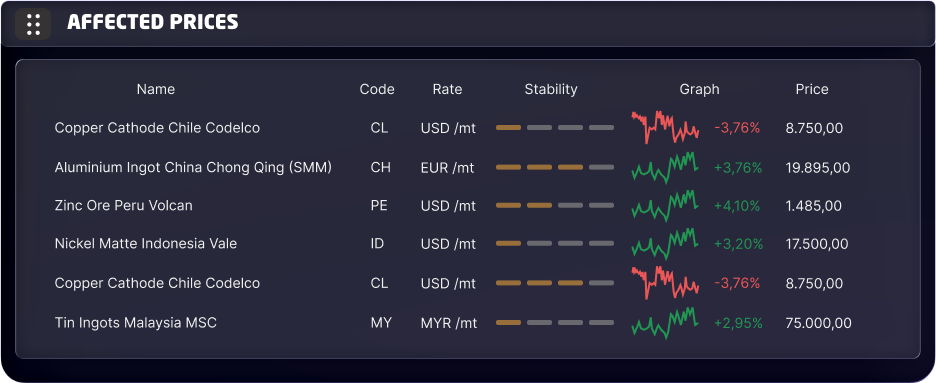 AFFECTED PRICES
Name Code Rate Stability Graph Price
Copper Cathode Chile Codelco CL USD /mt -3,76% 8.750,00
Aluminium Ingot China Chong Qing (SMM) CH EUR /mt +3,76% 19.895,00
Zinc Ore Peru Volcan PE USD /mt +4,10% 1.485,00
Nickel Matte Indonesia Vale ID USD /mt +3,20% 17.500,00
Copper Cathode Chile Codelco CL USD /mt -3,76% 8.750,00
Tin Ingots Malaysia MSC MY MYR /mt +2,95% 75.000,00